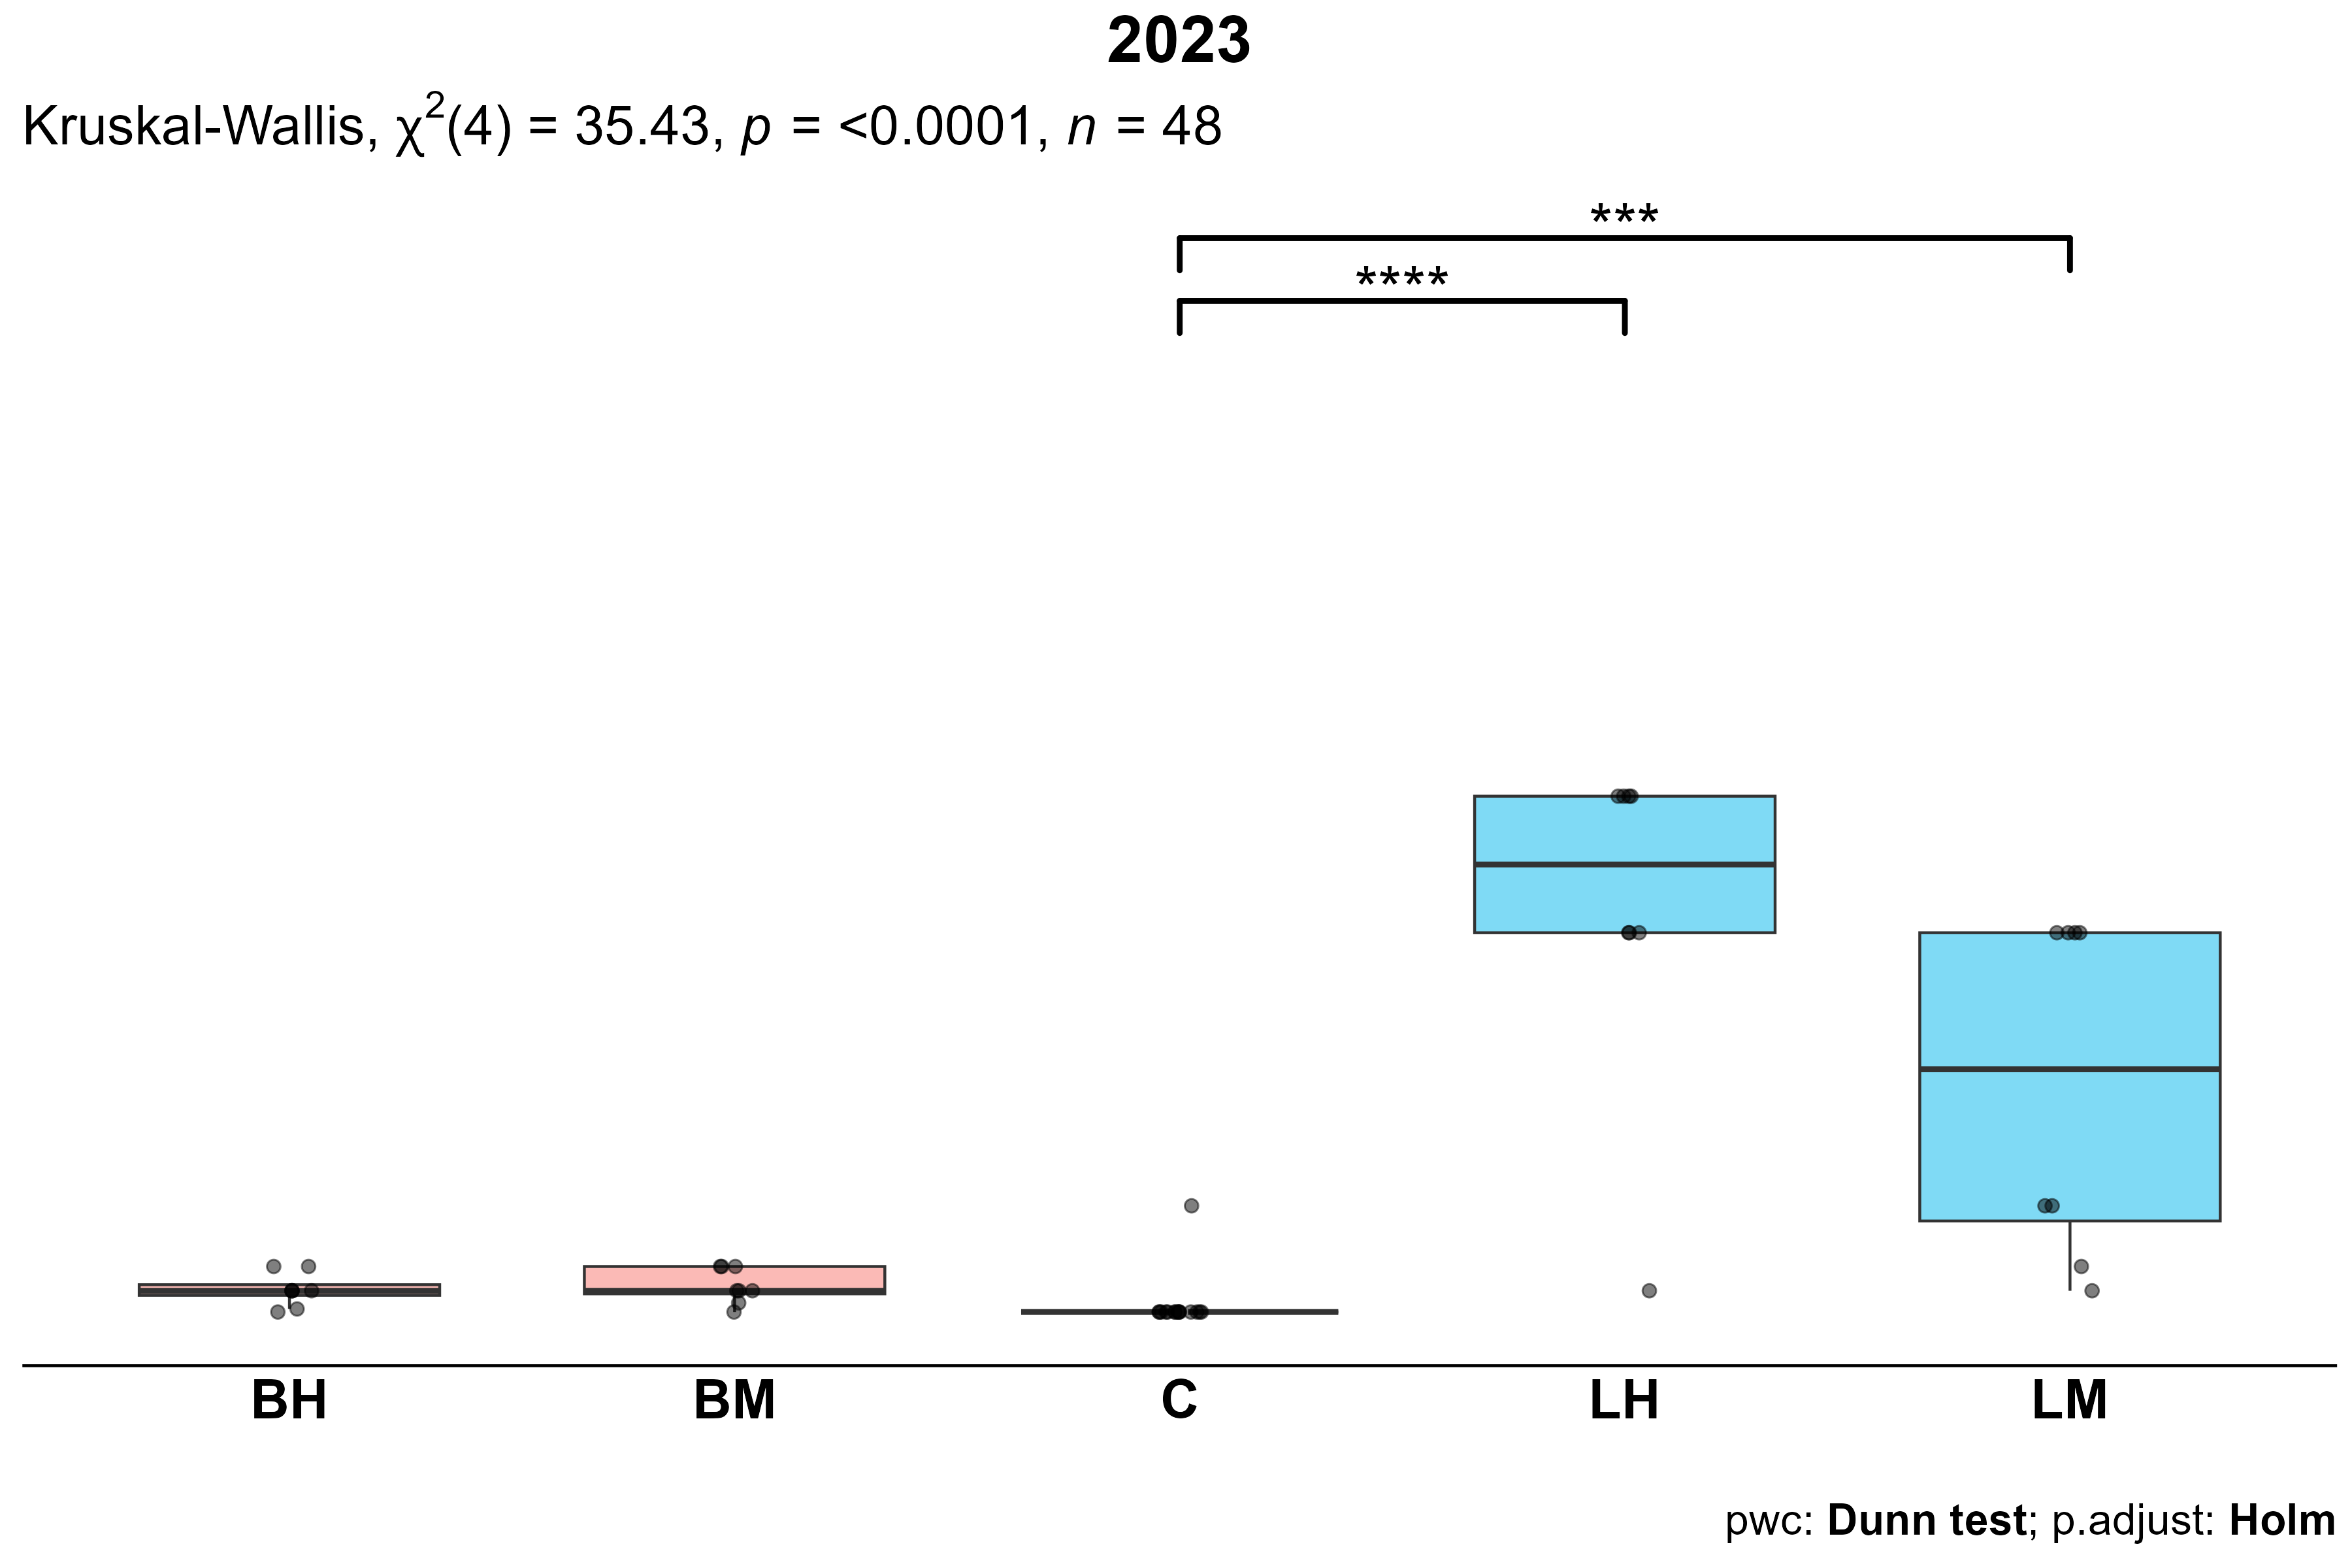 2023
Kruskal-Wallis, χ²(4) = 35.43, p = <0.0001, n = 48
***
****
BH BM C LH LM
pwc: Dunn test; p.adjust: Holm